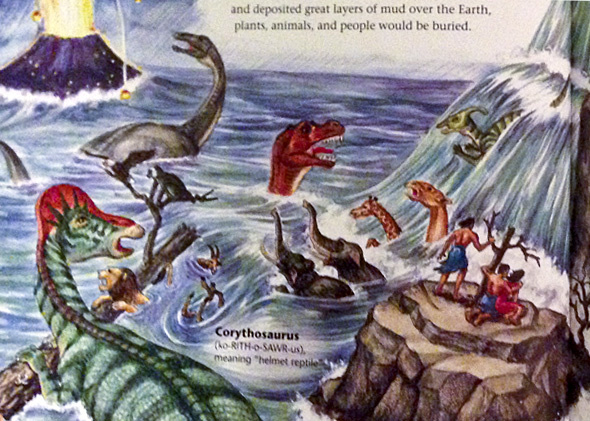 and deposited great layers of mud over the Earth,
plants, animals, and people would be buried.
Corythosaurus
(ko-RITH-o-SAWR-us),
meaning "helmet reptile"